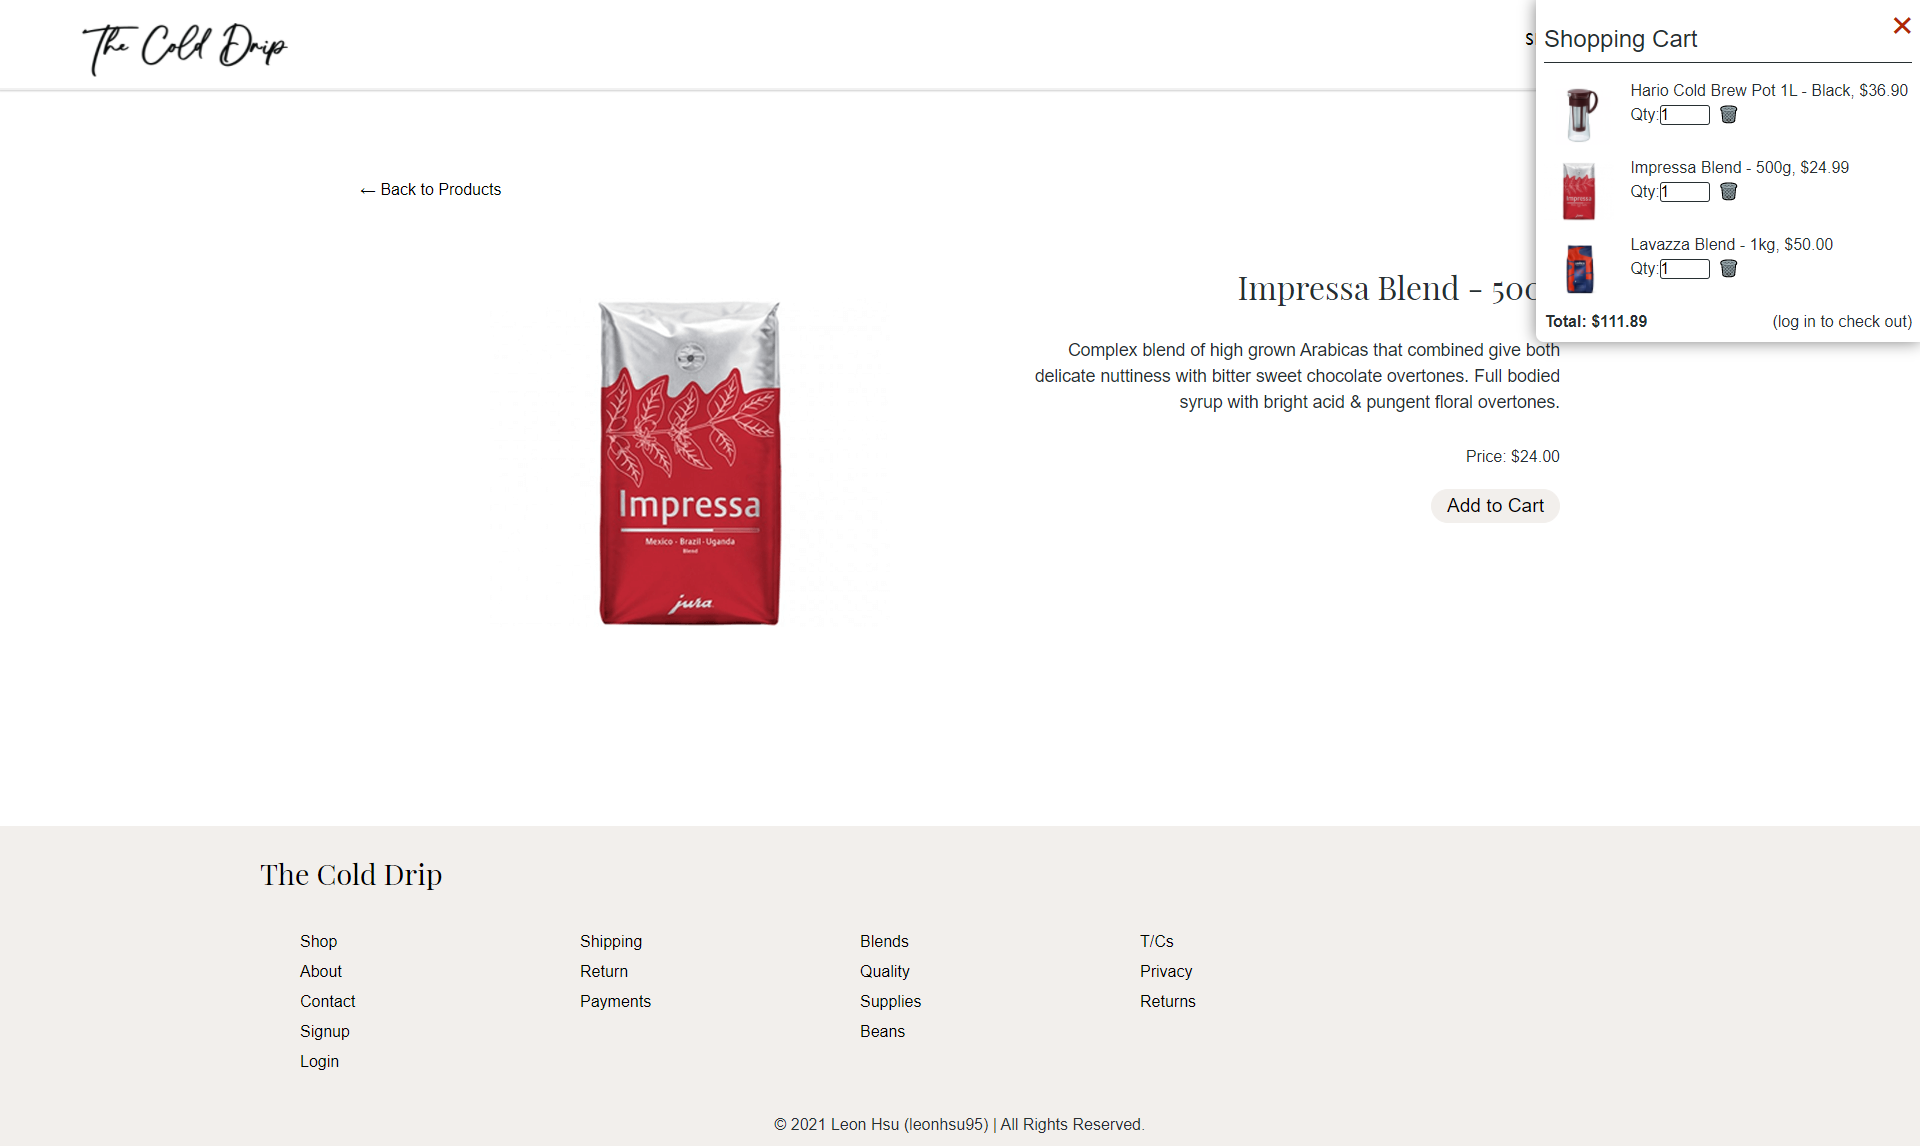 The Cold Drip
Shopping Cart
Hario Cold Brew Pot 1L - Black, $36.90
Qty: 1
Impressa Blend - 500g, $24.99
Qty: 1
Lavazza Blend - 1kg, $50.00
Qty: 1
Total: $111.89
(log in to check out)
← Back to Products
Impressa
Mexico - Brazil - Uganda
Blend
jura
Impressa Blend - 500
Complex blend of high grown Arabicas that combined give both
delicate nuttiness with bitter sweet chocolate overtones. Full bodied
syrup with bright acid & pungent floral overtones.
Price: $24.00
Add to Cart
The Cold Drip
Shop
About
Contact
Signup
Login
Shipping
Return
Payments
Blends
Quality
Supplies
Beans
T/Cs
Privacy
Returns
© 2021 Leon Hsu (leonhsu95) | All Rights Reserved.